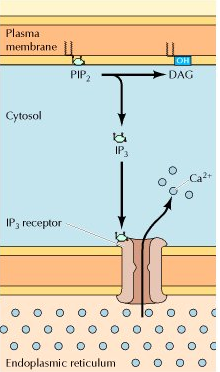 Plasma
membrane
OH
PIP₂
DAG
Cytosol
IP₃
Ca²⁺
IP₃ receptor
Endoplasmic reticulum